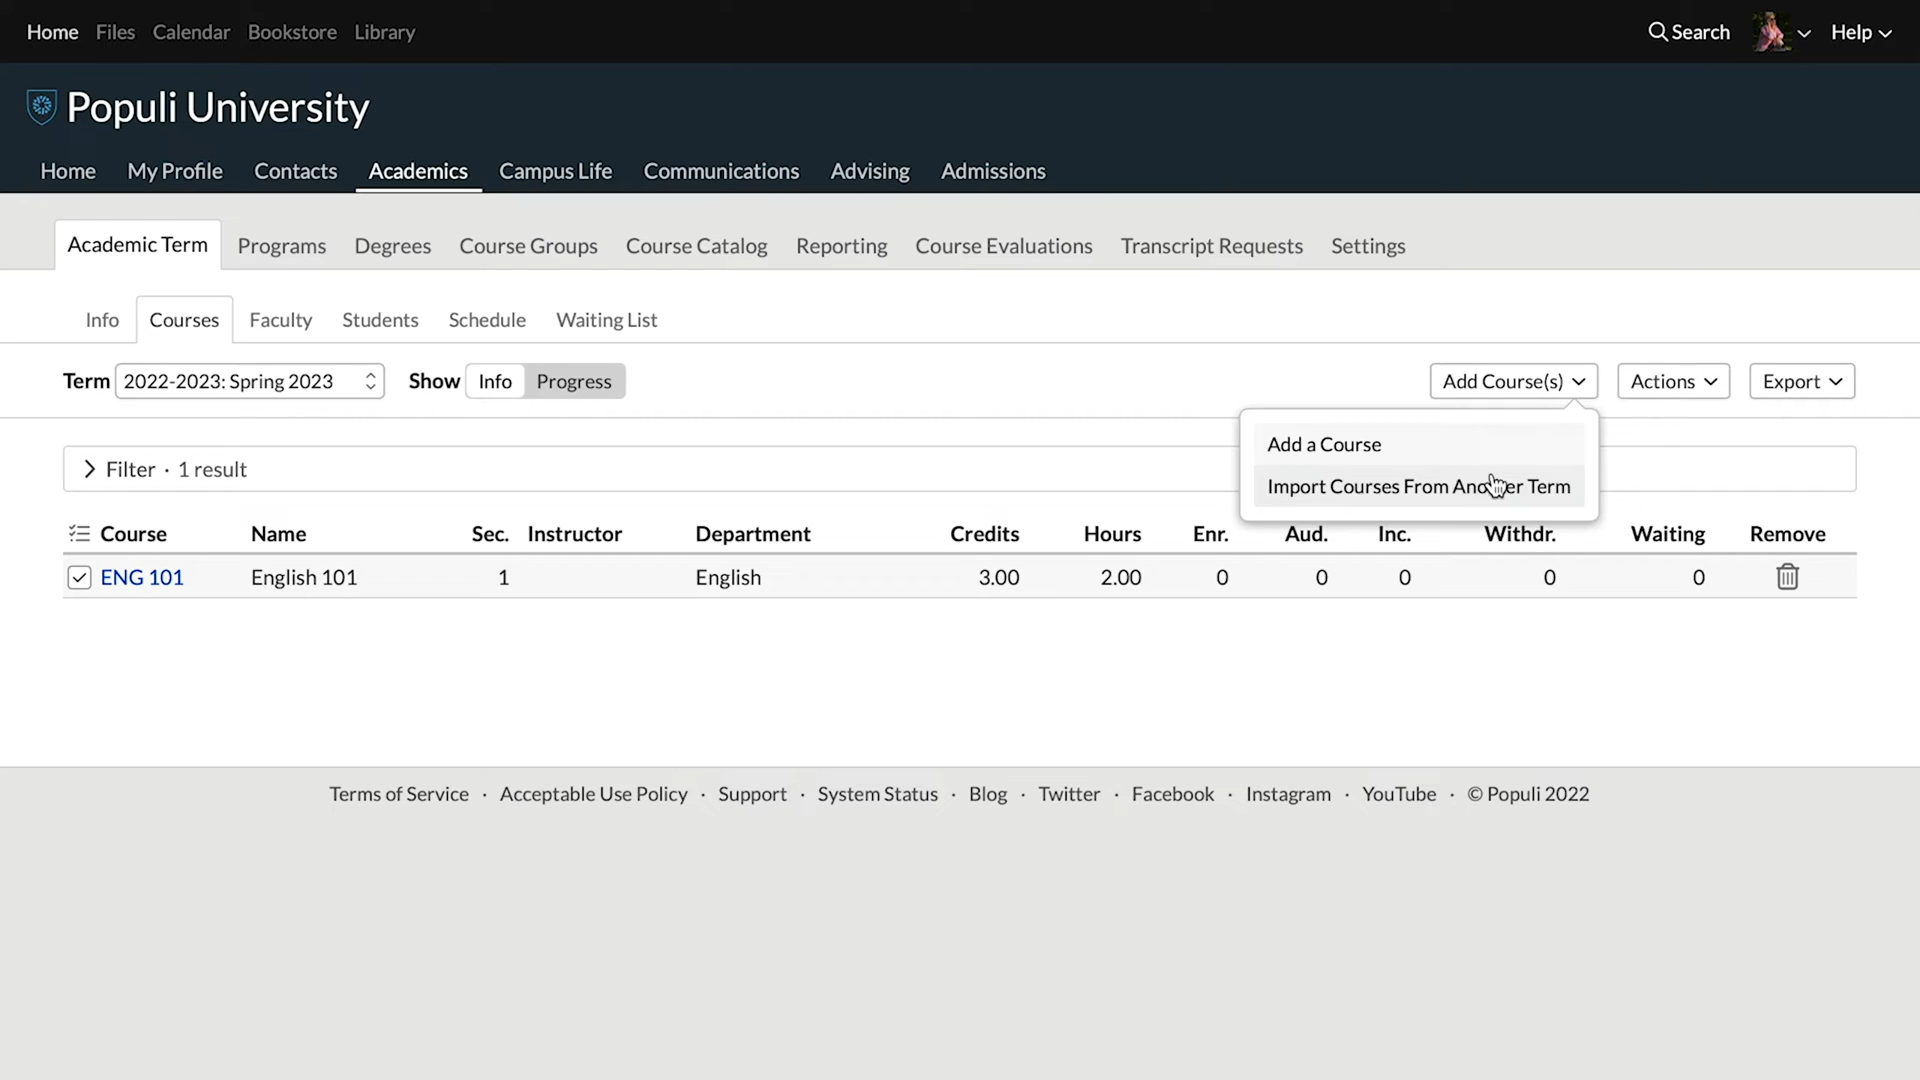 Home Files Calendar Bookstore Library Search Help
Populi University
Home My Profile Contacts Academics Campus Life Communications Advising Admissions
Academic Term Programs Degrees Course Groups Course Catalog Reporting Course Evaluations Transcript Requests Settings
Info Courses Faculty Students Schedule Waiting List
Term 2022-2023: Spring 2023 Show Info Progress Add Course(s) Actions Export
Add a Course
Filter · 1 result
Import Courses From Another Term
Course Name Sec. Instructor Department Credits Hours Enr. Aud. Inc. Withdr. Waiting Remove
ENG 101 English 101 1 English 3.00 2.00 0 0 0 0 0
Terms of Service · Acceptable Use Policy · Support · System Status · Blog · Twitter · Facebook · Instagram · YouTube · © Populi 2022